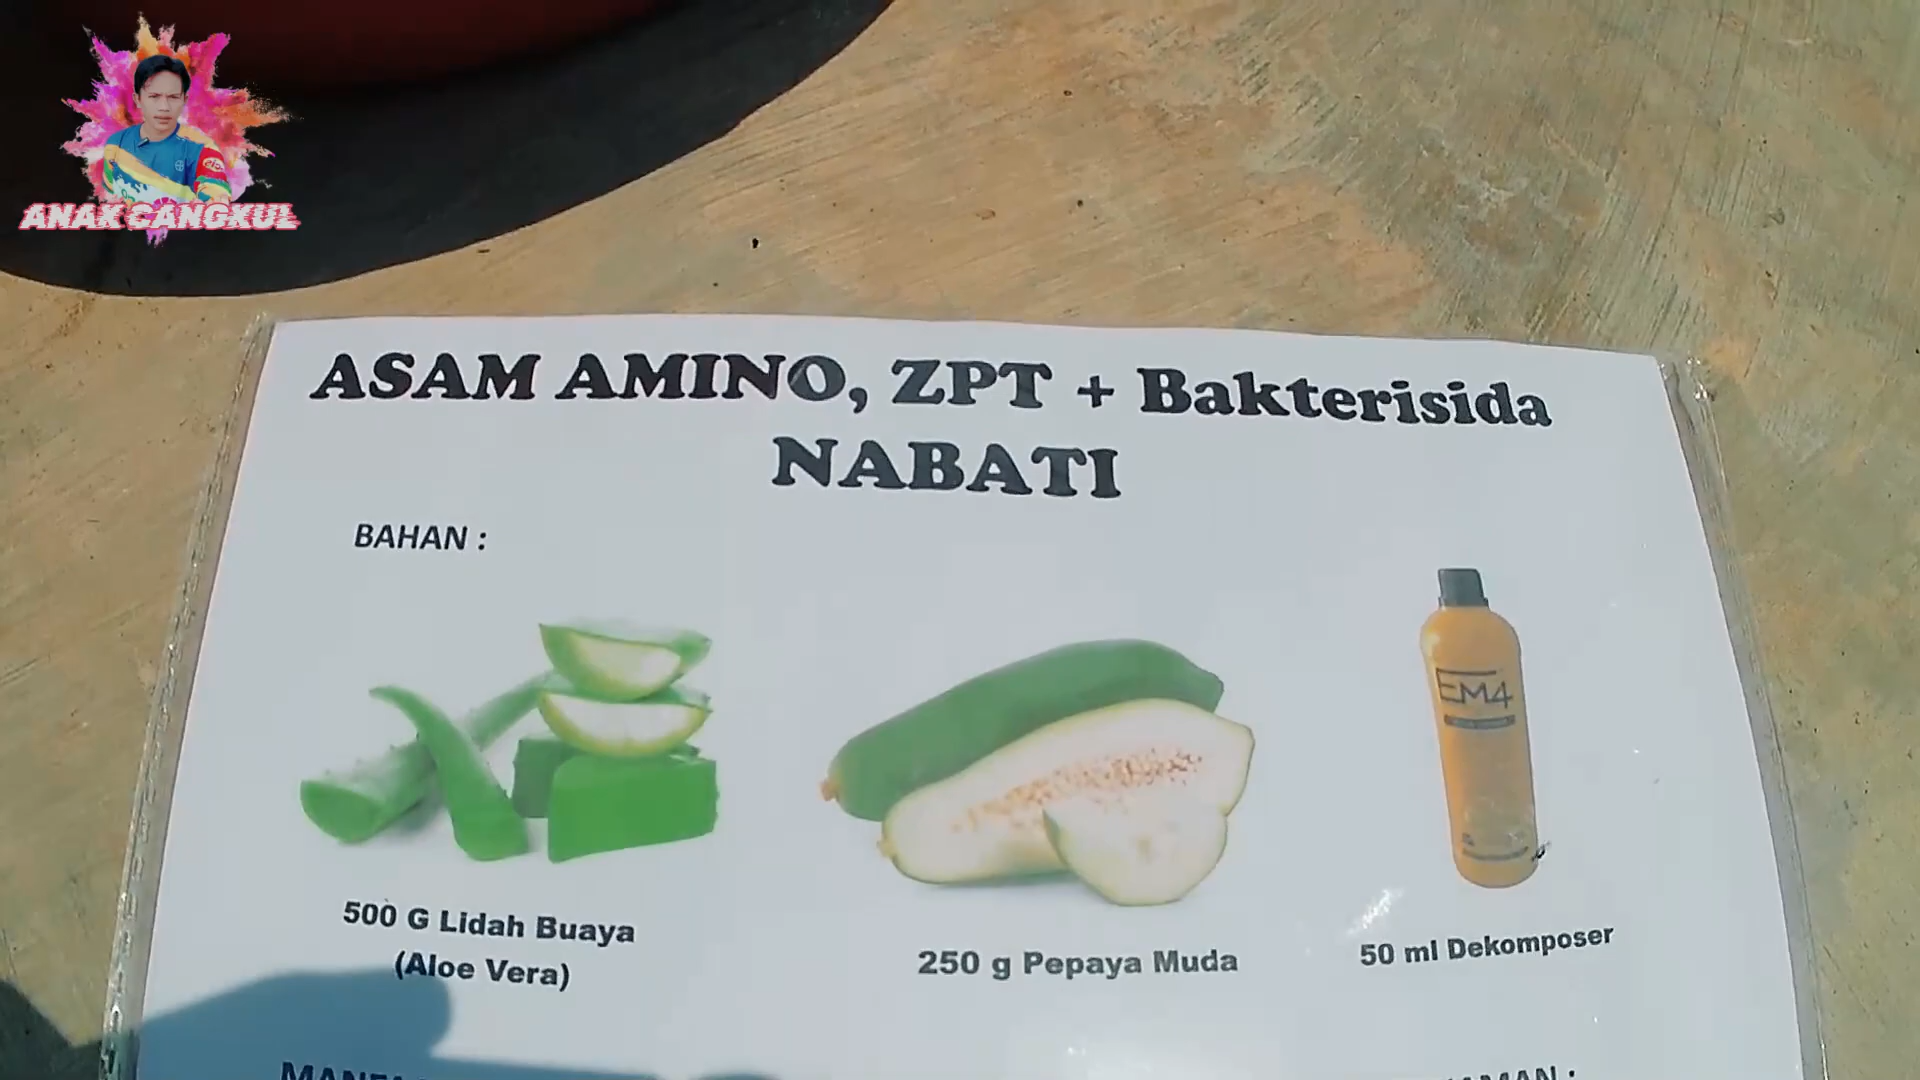 ANAK CANGKUL
ASAM AMINO, ZPT + Bakterisida
NABATI
BAHAN :
EM4
500 G Lidah Buaya
(Aloe Vera)
250 g Pepaya Muda
50 ml Dekomposer